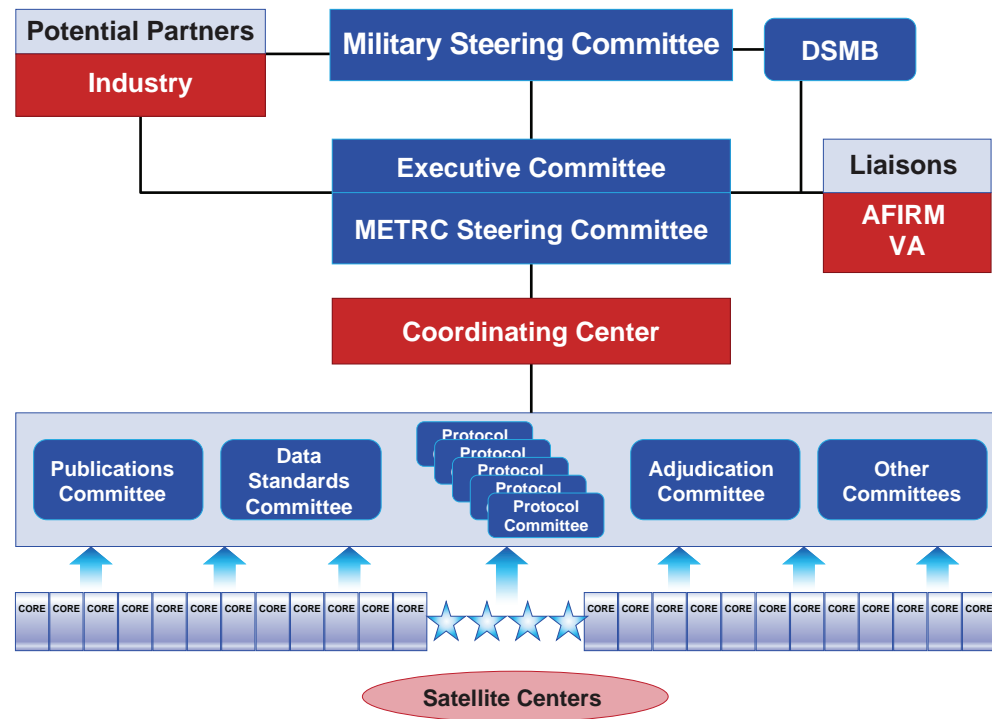 Potential Partners
Industry
Military Steering Committee
DSMB
Executive Committee
METRC Steering Committee
Liaisons
AFIRM
VA
Coordinating Center
Publications
Committee
Data
Standards
Committee
Protocol
Protocol
Protocol
Protocol
Protocol
Committee
Adjudication
Committee
Other
Committees
CORE CORE CORE CORE CORE CORE CORE CORE CORE CORE CORE CORE CORE CORE CORE CORE CORE CORE CORE CORE CORE CORE CORE CORE
Satellite Centers